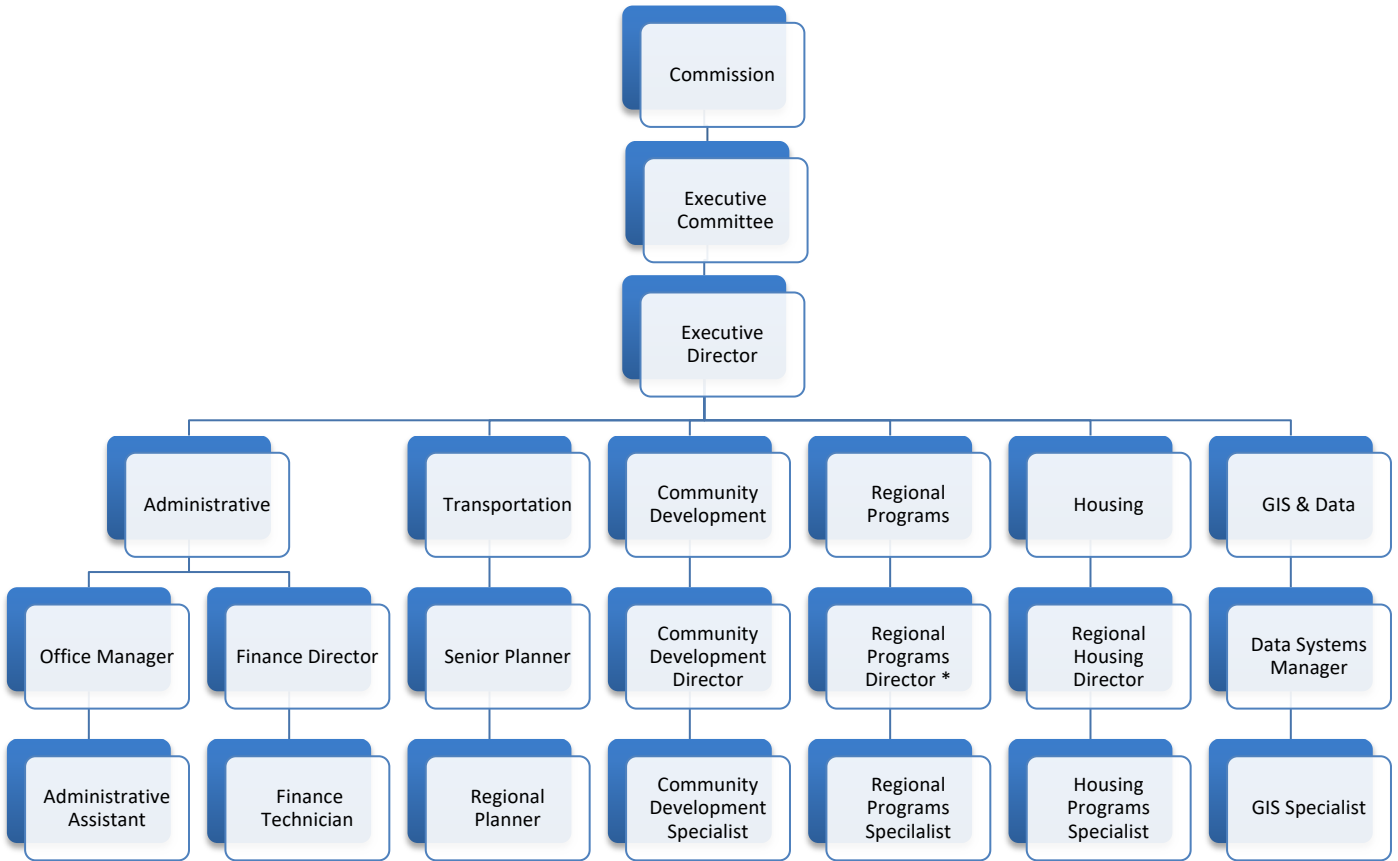 Commission
Executive
Committee
Executive
Director
Administrative
Transportation
Community
Development
Regional
Programs
Housing
GIS & Data
Office Manager
Finance Director
Senior Planner
Community
Development
Director
Regional
Programs
Director *
Regional
Housing
Director
Data Systems
Manager
Administrative
Assistant
Finance
Technician
Regional
Planner
Community
Development
Specialist
Regional
Programs
Specilalist
Housing
Programs
Specialist
GIS Specialist